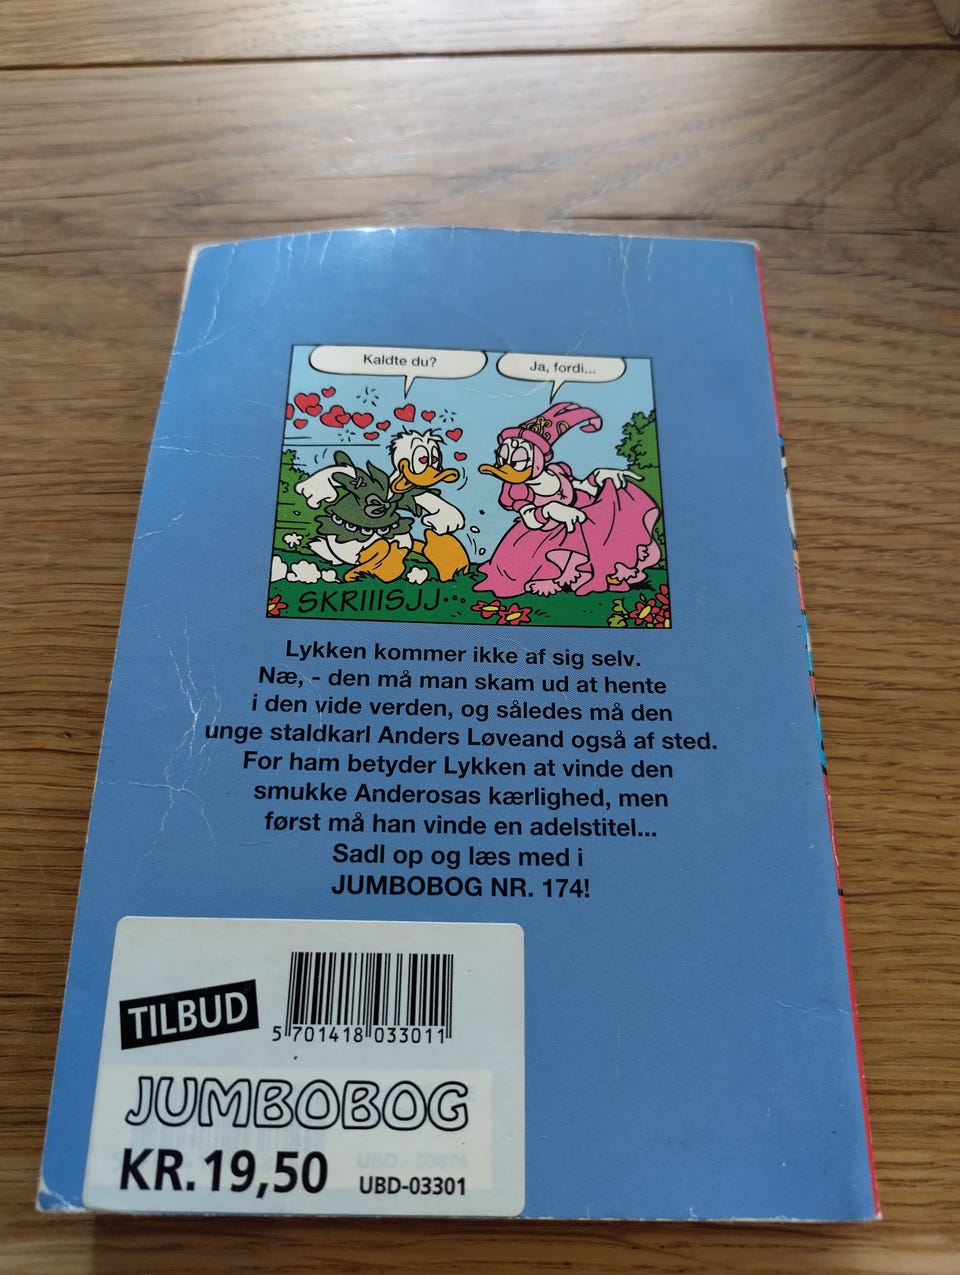 Kaldte du?
Ja, fordi...
SKRIIISJJ...
Lykken kommer ikke af sig selv.
Næ, - den må man skam ud at hente
i den vide verden, og således må den
unge staldkarl Anders Løveand også af sted.
For ham betyder Lykken at vinde den
smukke Anderosas kærlighed, men
først må han vinde en adelstitel...
Sadl op og læs med i
JUMBOBOG NR. 174!
TILBUD
5 701418 033011
JUMBOBOG
KR. 19,50
UBD-03301